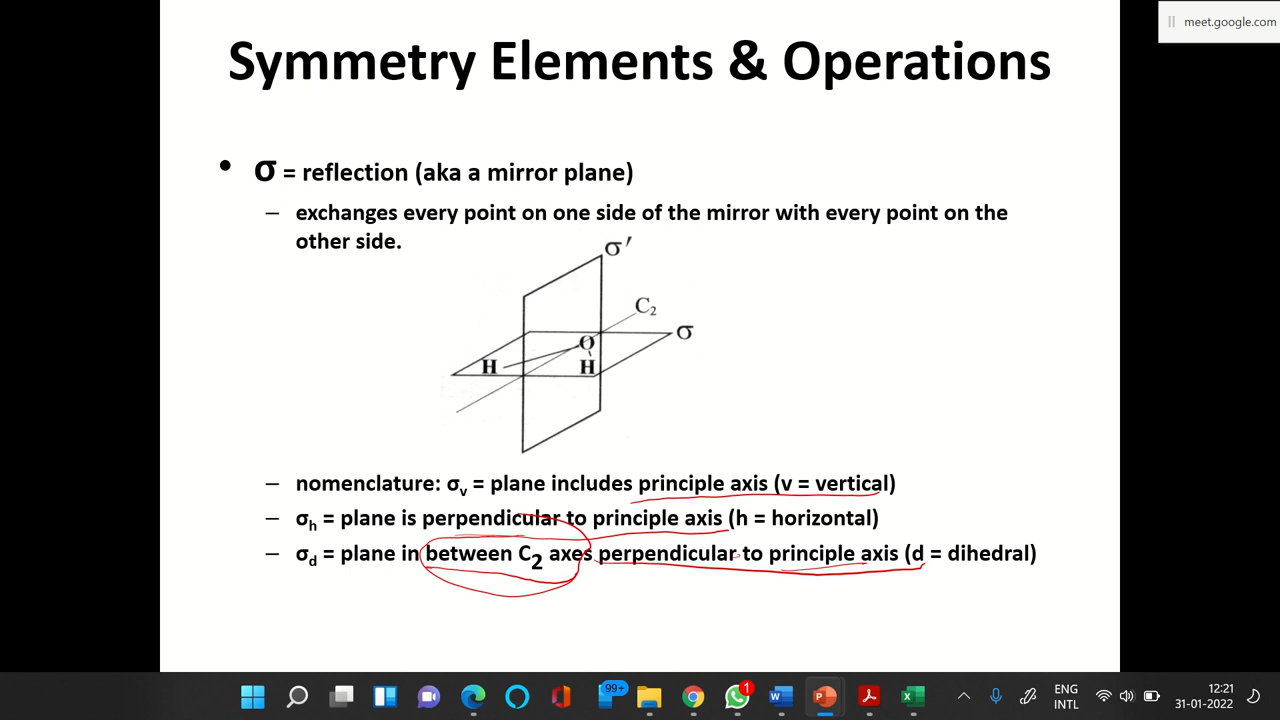 meet.google.com
Symmetry Elements & Operations
• σ = reflection (aka a mirror plane)
– exchanges every point on one side of the mirror with every point on the
other side.
σ′
C₂
σ
O
H H
– nomenclature: σᵥ = plane includes principle axis (v = vertical)
– σₕ = plane is perpendicular to principle axis (h = horizontal)
– σd = plane in between C₂ axes perpendicular to principle axis (d = dihedral)
99+
1
ENG
INTL
12:21
31-01-2022